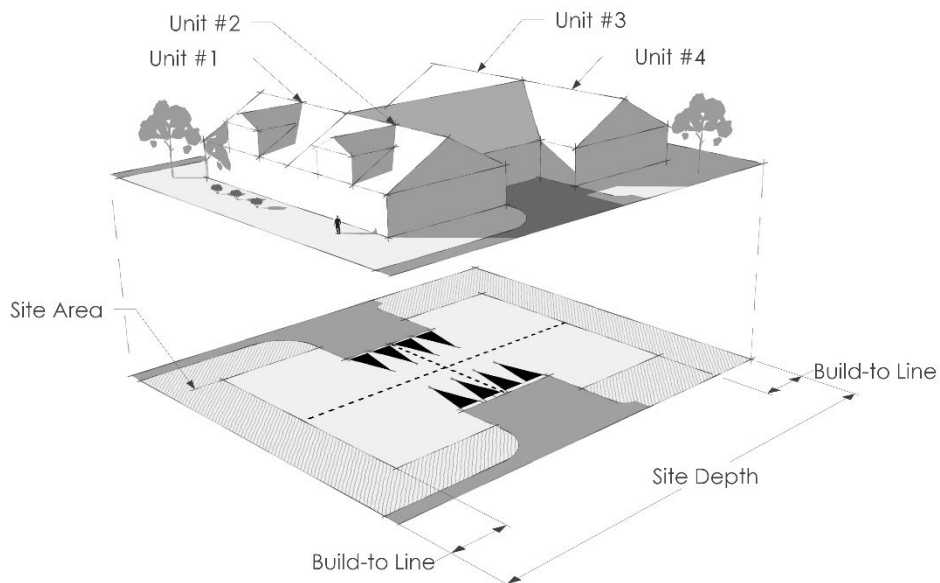 Unit #3
Unit #2
Unit #1
Unit #4
Site Area
Build-to Line
Site Depth
Build-to Line